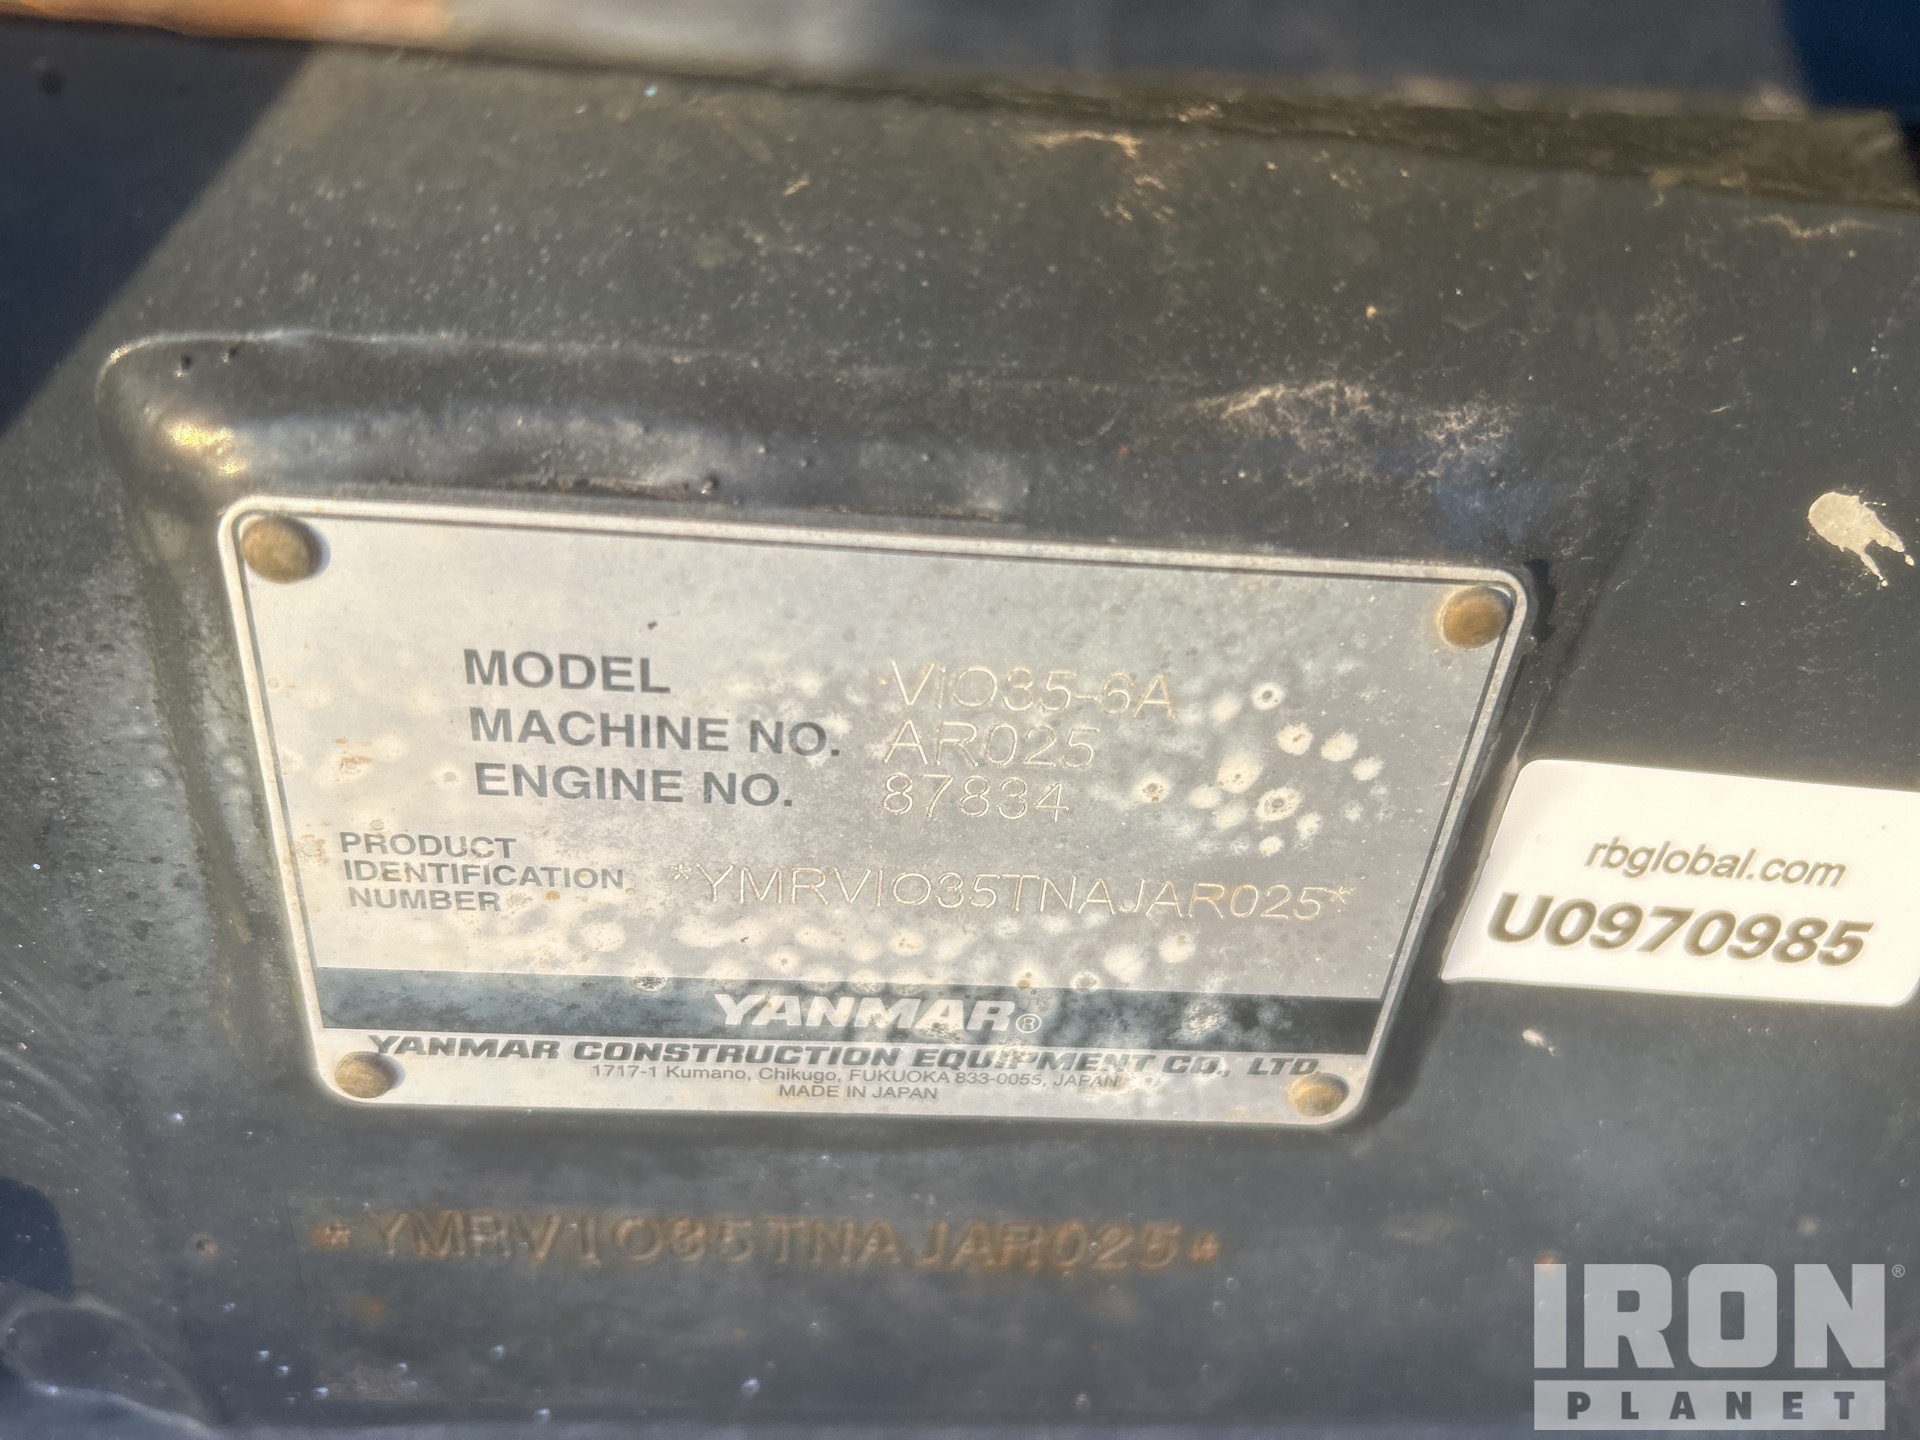 MODEL VIO35-6A
MACHINE NO. AR025
ENGINE NO. 87834
PRODUCT
IDENTIFICATION
NUMBER *YMRVIO35TNAJAR025*
YANMAR®
YANMAR CONSTRUCTION EQUIPMENT CO., LTD.
1717-1 Kumano, Chikugo, FUKUOKA 833-0055, JAPAN
MADE IN JAPAN
rbglobal.com
U0970985
*YMRVIO35TNAJAR025*
IRON®
PLANET